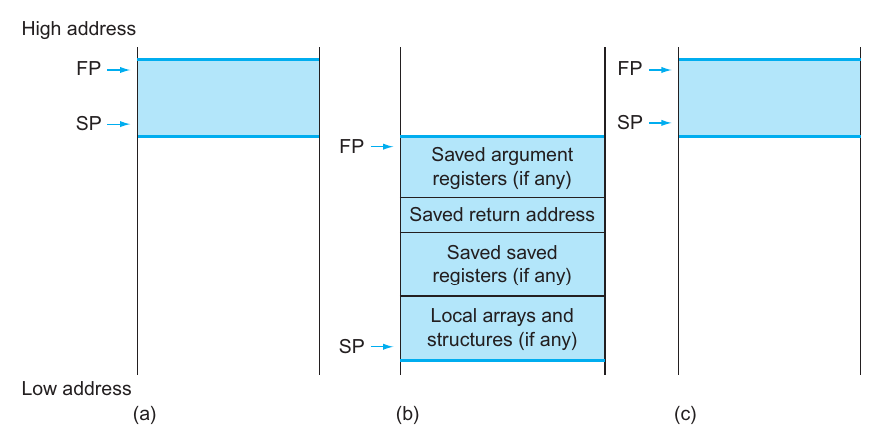 High address
FP
SP
FP
Saved argument
registers (if any)
Saved return address
Saved saved
registers (if any)
Local arrays and
structures (if any)
SP
FP
SP
Low address
(a)
(b)
(c)